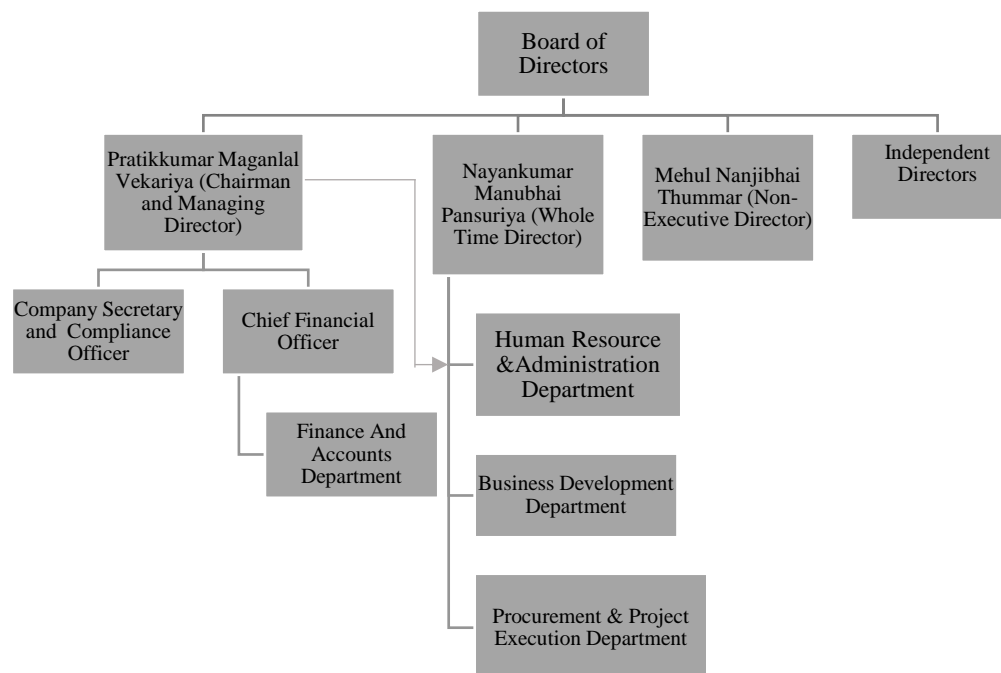 Board of
Directors
Pratikkumar Maganlal
Vekariya (Chairman
and Managing
Director)
Nayankumar
Manubhai
Pansuriya (Whole
Time Director)
Mehul Nanjibhai
Thummar (Non-
Executive Director)
Independent
Directors
Company Secretary
and Compliance
Officer
Chief Financial
Officer
Human Resource
&Administration
Department
Finance And
Accounts
Department
Business Development
Department
Procurement & Project
Execution Department